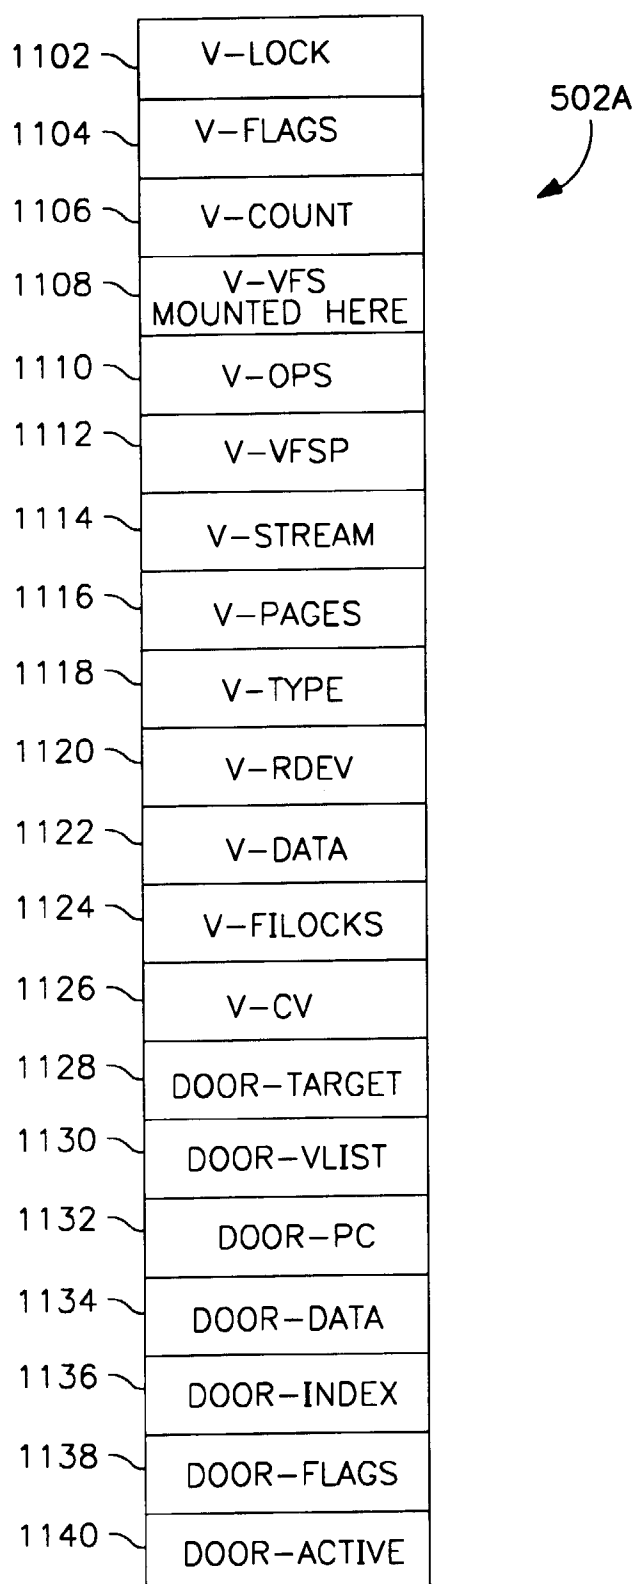 1102 V-LOCK
502A
1104 V-FLAGS
1106 V-COUNT
1108 V-VFS
MOUNTED HERE
1110 V-OPS
1112 V-VFSP
1114 V-STREAM
1116 V-PAGES
1118 V-TYPE
1120 V-RDEV
1122 V-DATA
1124 V-FILOCKS
1126 V-CV
1128 DOOR-TARGET
1130 DOOR-VLIST
1132 DOOR-PC
1134 DOOR-DATA
1136 DOOR-INDEX
1138 DOOR-FLAGS
1140 DOOR-ACTIVE